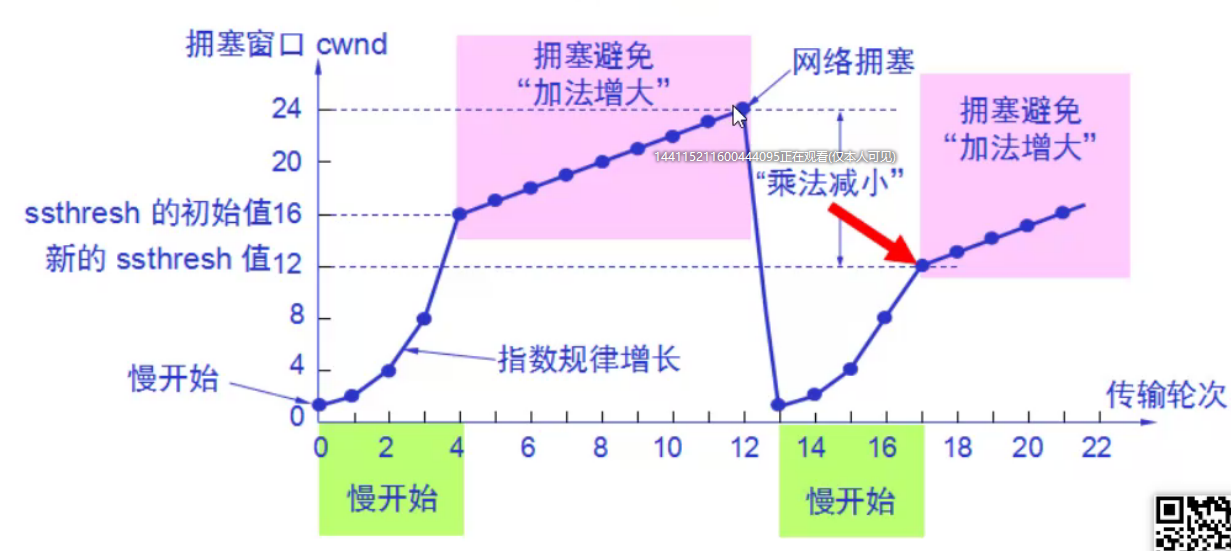 拥塞窗口 cwnd
拥塞避免
“加法增大”
网络拥塞
拥塞避免
“加法增大”
24
20
144115211600444095正在观看(仅本人可见)
“乘法减小”
ssthresh 的初始值16
新的 ssthresh 值12
8
指数规律增长
4
慢开始
传输轮次
0
0 2 4 6 8 10 12 14 16 18 20 22
慢开始
慢开始